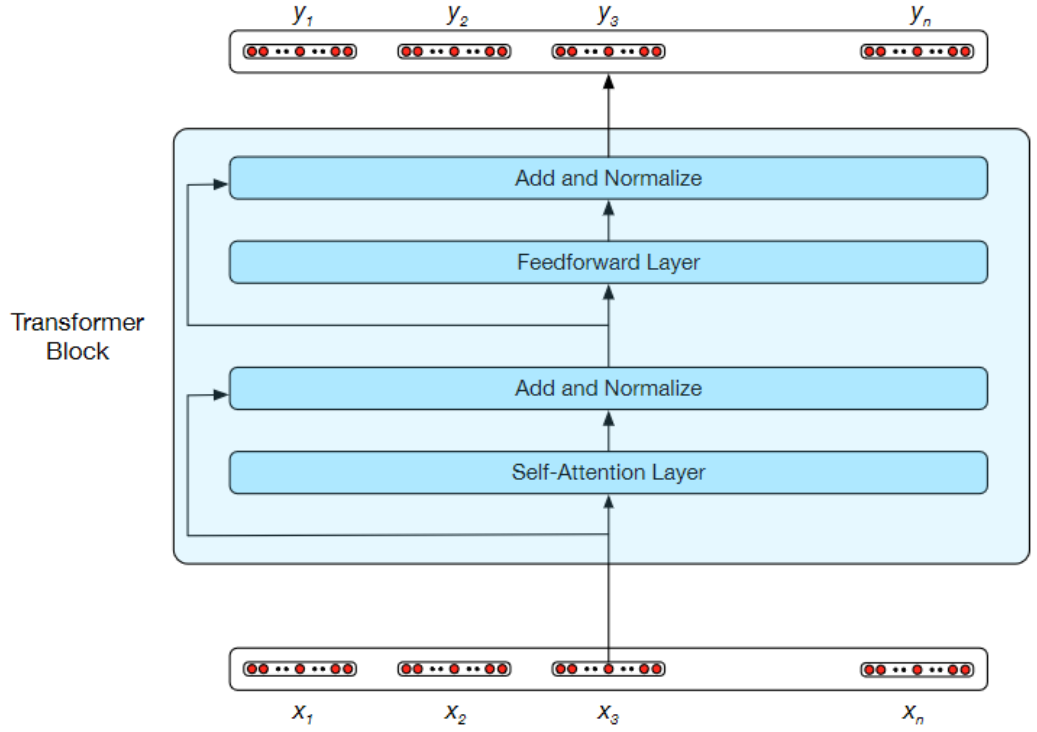 y1 y2 y3 yn
Add and Normalize
Feedforward Layer
Transformer
Block
Add and Normalize
Self-Attention Layer
x1 x2 x3 xn